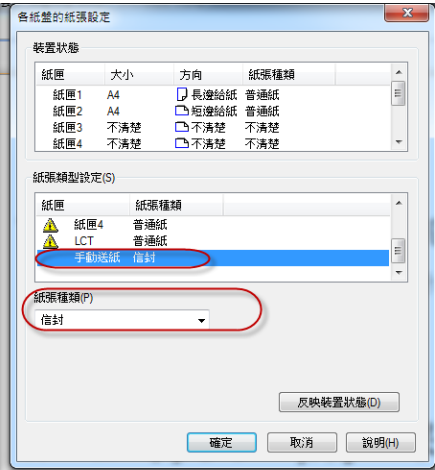 各紙盤的紙張設定
裝置狀態
紙匣 大小 方向 紙張種類
紙匣1 A4 長邊給紙 普通紙
紙匣2 A4 短邊給紙 普通紙
紙匣3 不清楚 不清楚 不清楚
紙匣4 不清楚 不清楚 不清楚
紙張類型設定(S)
紙匣 紙張種類
紙匣4 普通紙
LCT 普通紙
手動送紙 信封
紙張種類(P)
信封
反映裝置狀態(D)
確定 取消 說明(H)